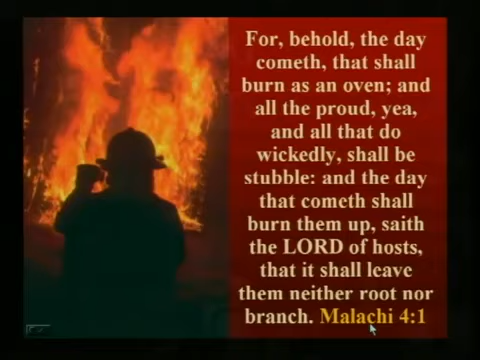 For, behold, the day
cometh, that shall
burn as an oven; and
all the proud, yea,
and all that do
wickedly, shall be
stubble: and the day
that cometh shall
burn them up, saith
the LORD of hosts,
that it shall leave
them neither root nor
branch. Malachi 4:1